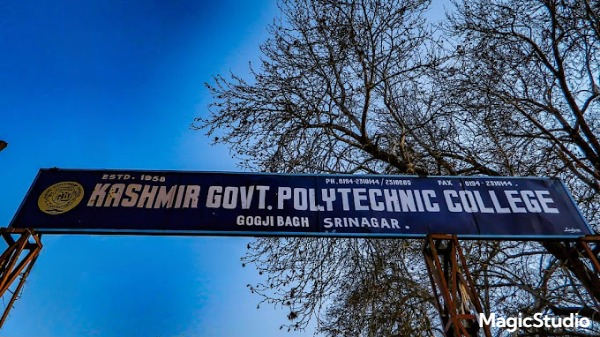 ESTD. 1958
KASHMIR GOVT. POLYTECHNIC COLLEGE
GOGJI BAGH SRINAGAR.
MagicStudio